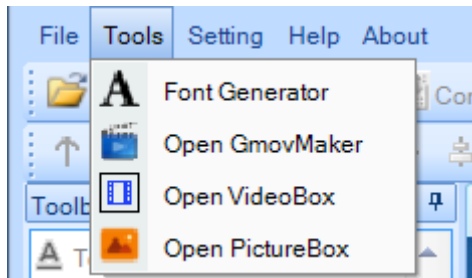 File Tools Setting Help About
Font Generator
Open GmovMaker
Open VideoBox
Open PictureBox